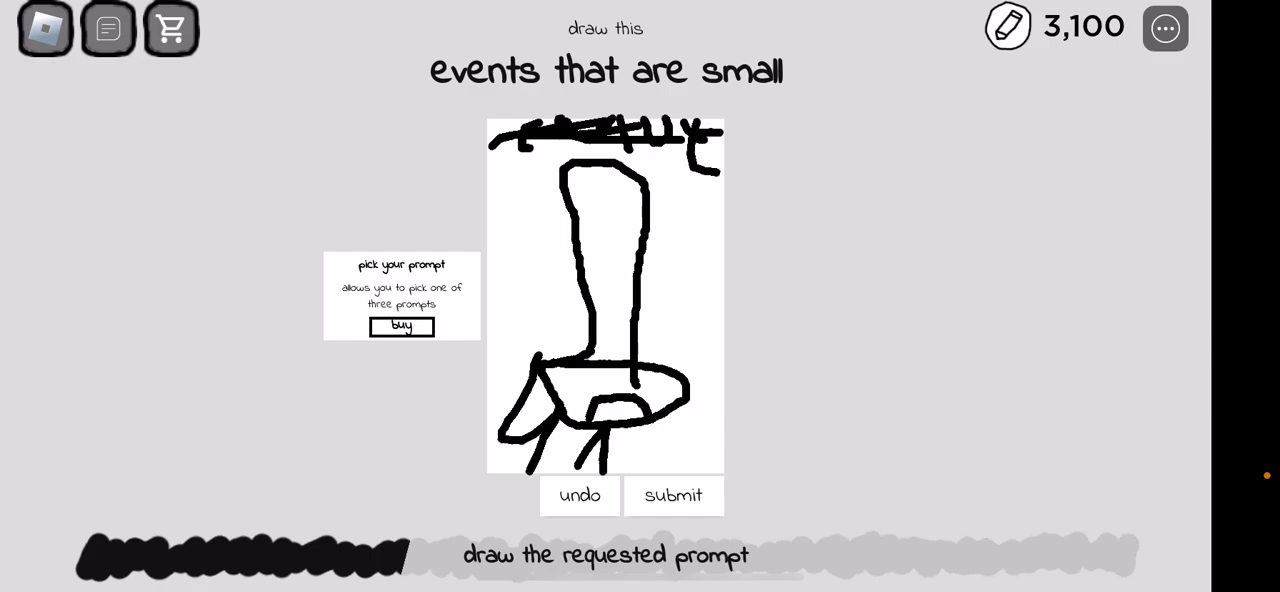 draw this
3,100
events that are small
pick your prompt
allows you to pick one of
three prompts
buy
undo
submit
draw the requested prompt